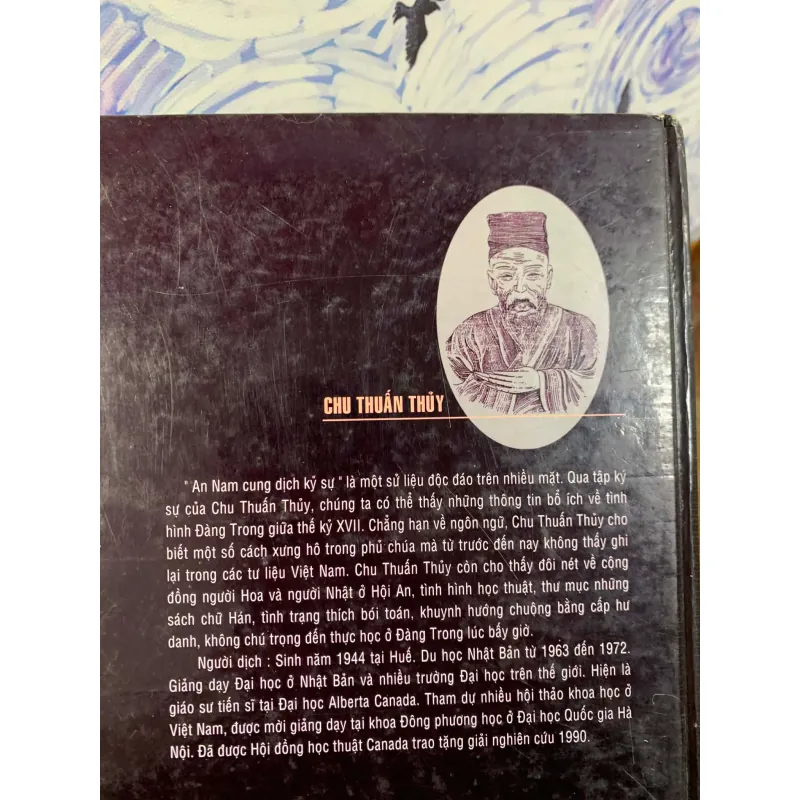 CHU THUẤN THỦY
" An Nam cung dịch ký sự " là một sử liệu độc đáo trên nhiều mặt. Qua tập ký
sự của Chu Thuấn Thủy, chúng ta có thể thấy những thông tin bổ ích về tình
hình Đàng Trong giữa thế kỷ XVII. Chẳng hạn về ngôn ngữ, Chu Thuấn Thủy cho
biết một số cách xưng hô trong phủ chúa mà từ trước đến nay không thấy ghi
lại trong các tư liệu Việt Nam. Chu Thuấn Thủy còn cho thấy đôi nét về cộng
đồng người Hoa và người Nhật ở Hội An, tình hình học thuật, thư mục những
sách chữ Hán, tình trạng thích bói toán, khuynh hướng chuộng bằng cấp hư
danh, không chú trọng đến thực học ở Đàng Trong lúc bấy giờ.
Người dịch : Sinh năm 1944 tại Huế. Du học Nhật Bản từ 1963 đến 1972.
Giảng dạy Đại học ở Nhật Bản và nhiều trường Đại học trên thế giới. Hiện là
giáo sư tiến sĩ tại Đại học Alberta Canada. Tham dự nhiều hội thảo khoa học ở
Việt Nam, được mời giảng dạy tại khoa Đông phương học ở Đại học Quốc gia Hà
Nội. Đã được Hội đồng học thuật Canada trao tặng giải nghiên cứu 1990.